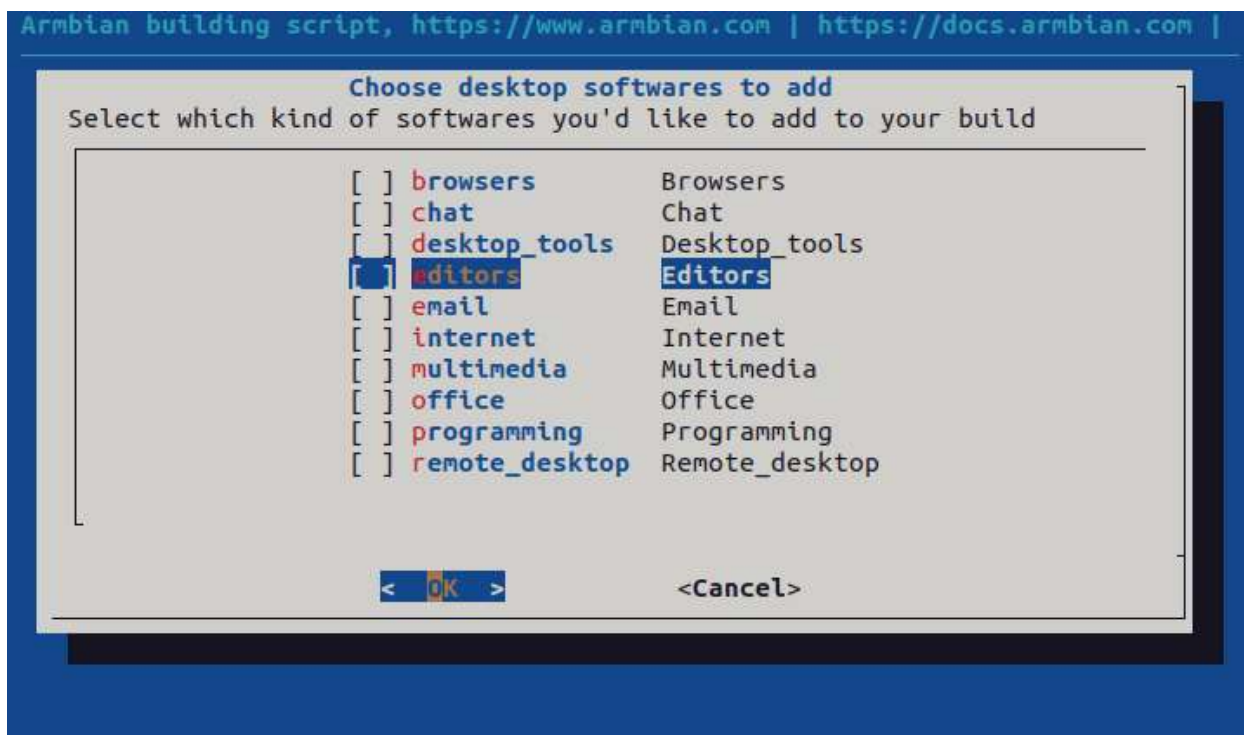 Armbian building script, https://www.armbian.com | https://docs.armbian.com |
Choose desktop softwares to add
Select which kind of softwares you'd like to add to your build
[ ] browsers Browsers
[ ] chat Chat
[ ] desktop_tools Desktop_tools
[ ] editors Editors
[ ] email Email
[ ] internet Internet
[ ] multimedia Multimedia
[ ] office Office
[ ] programming Programming
[ ] remote_desktop Remote_desktop
< OK > <Cancel>